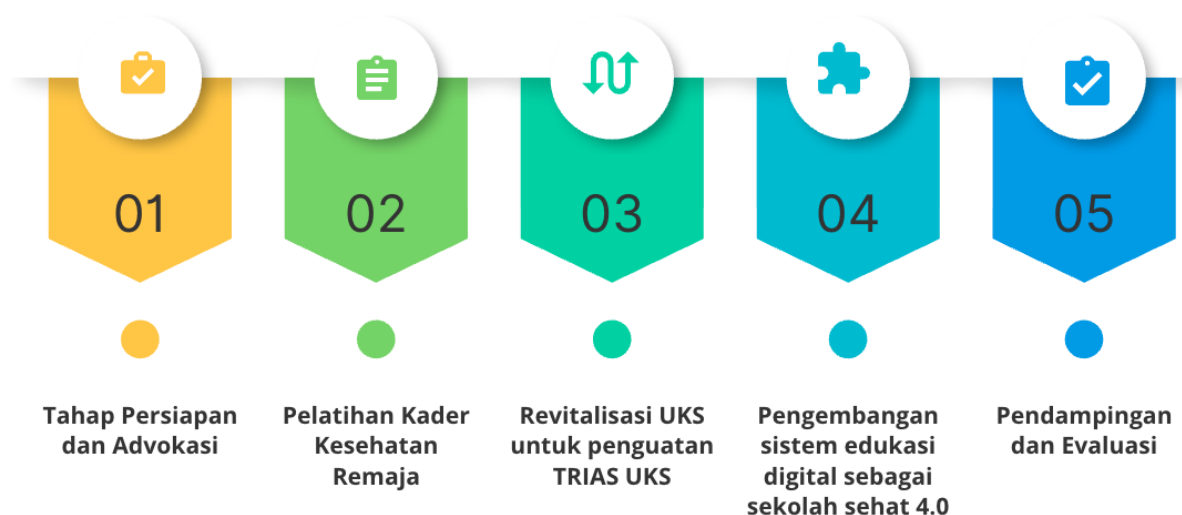 01
Tahap Persiapan
dan Advokasi
02
Pelatihan Kader
Kesehatan
Remaja
03
Revitalisasi UKS
untuk penguatan
TRIAS UKS
04
Pengembangan
sistem edukasi
digital sebagai
sekolah sehat 4.0
05
Pendampingan
dan Evaluasi